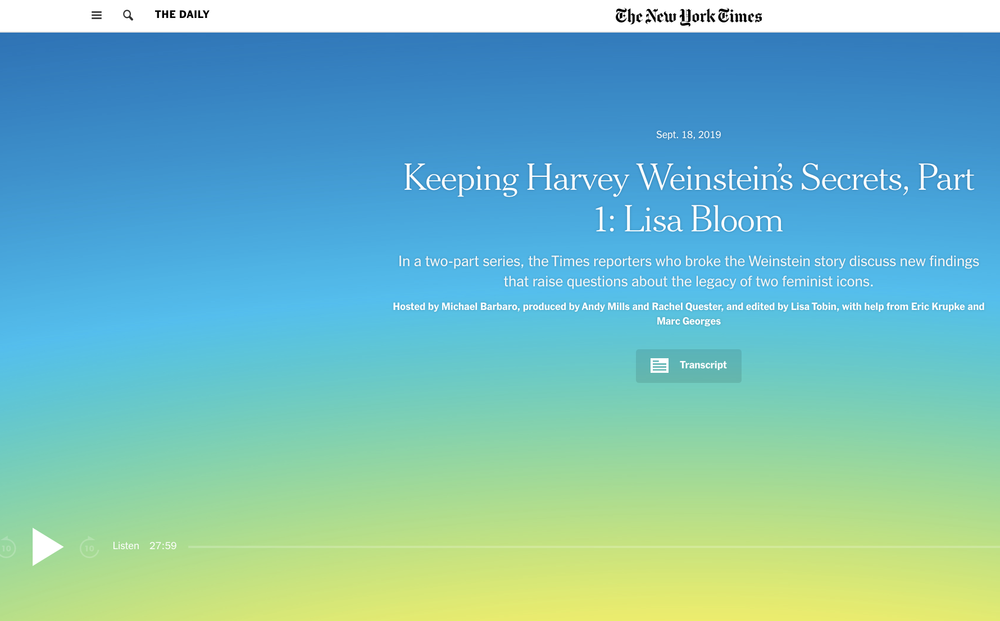 THE DAILY
The New York Times
Sept. 18, 2019
Keeping Harvey Weinstein’s Secrets, Part
1: Lisa Bloom
In a two-part series, the Times reporters who broke the Weinstein story discuss new findings
that raise questions about the legacy of two feminist icons.
Hosted by Michael Barbaro, produced by Andy Mills and Rachel Quester, and edited by Lisa Tobin, with help from Eric Krupke and
Marc Georges
Transcript
10
10
Listen 27:59